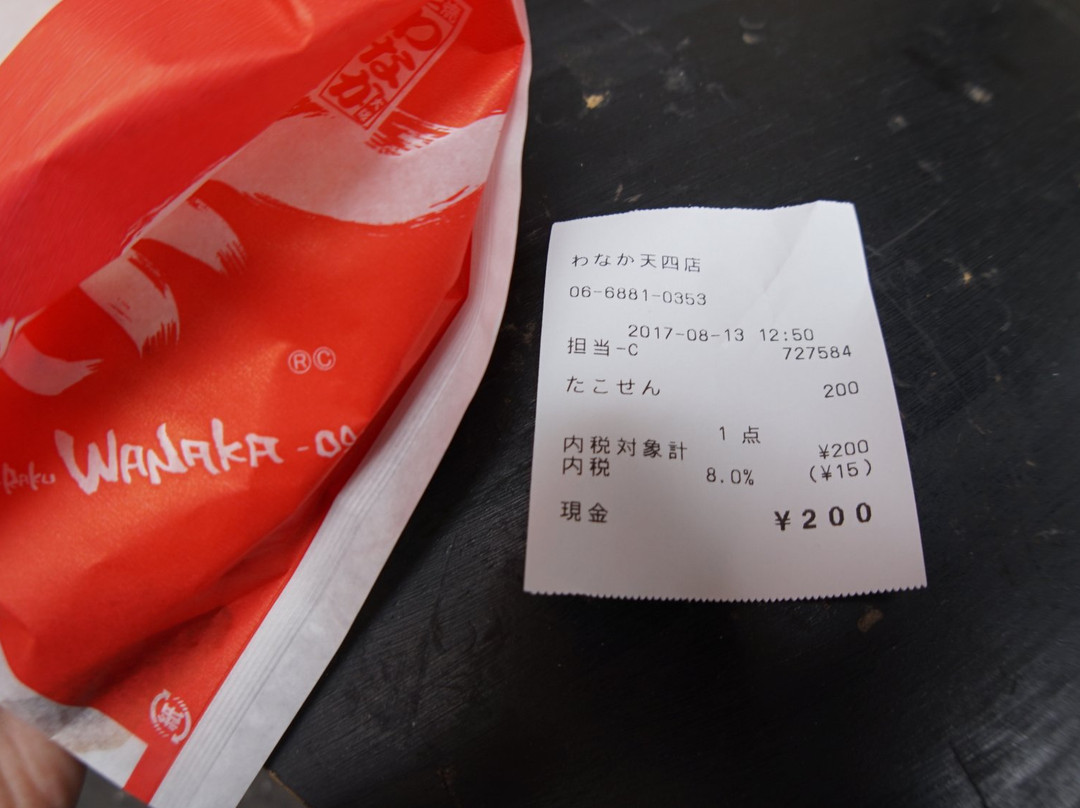 わなか
®©
WANAKA
わなか天四店
06-6881-0353
2017-08-13 12:50
担当-C 727584
たこせん 200
1 点
内税対象計 ¥200
内税 8.0% (¥15)
現金 ¥200